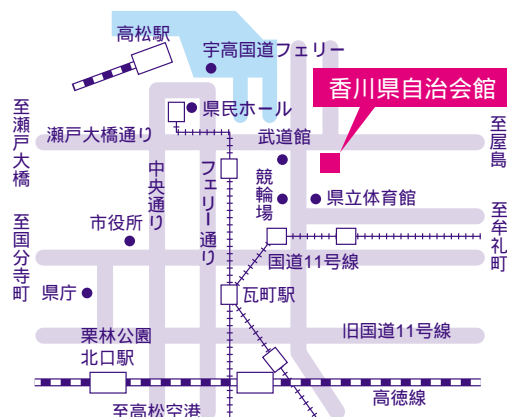 高松駅
宇高国道フェリー
香川県自治会館
県民ホール
至瀬戸大橋
瀬戸大橋通り
武道館
至屋島
中央通り
フェリー通り
競輪場
県立体育館
市役所
至牟礼町
至国分寺町
国道11号線
県庁
瓦町駅
栗林公園
北口駅
旧国道11号線
高徳線
至高松空港